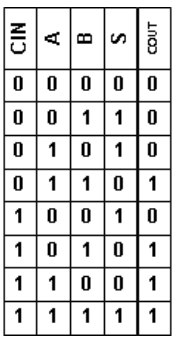 CIN A B S COUT
0 0 0 0 0
0 0 1 1 0
0 1 0 1 0
0 1 1 0 1
1 0 0 1 0
1 0 1 0 1
1 1 0 0 1
1 1 1 1 1